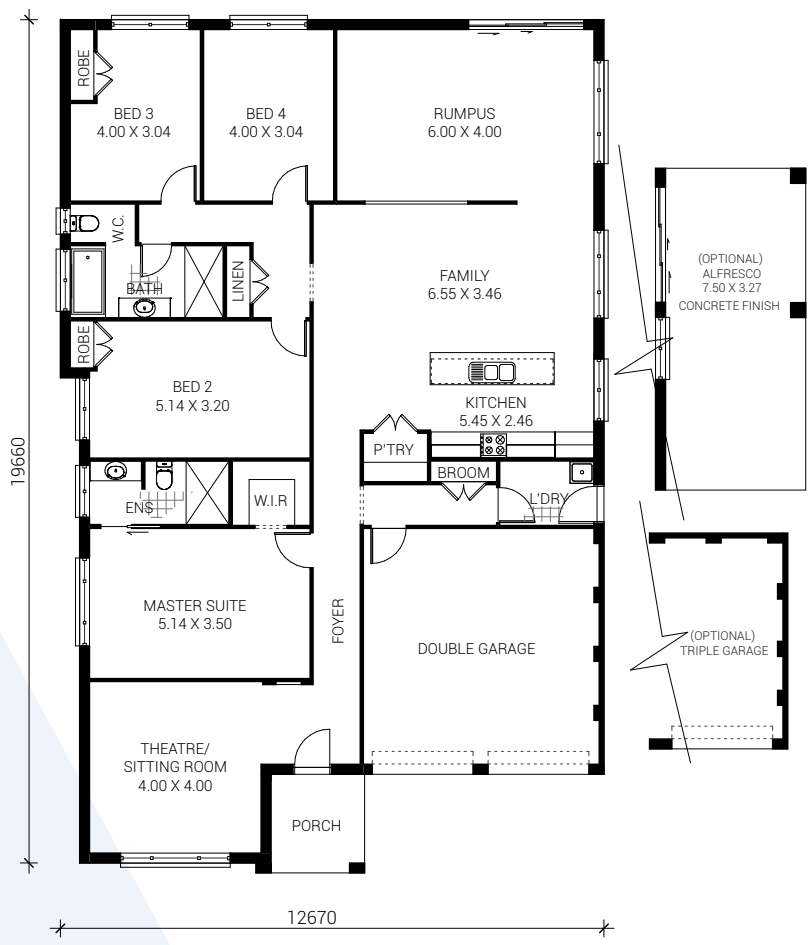 ROBE
BED 3
4.00 X 3.04
BED 4
4.00 X 3.04
RUMPUS
6.00 X 4.00
W.C.
BATH
LINEN
FAMILY
6.55 X 3.46
(OPTIONAL)
ALFRESCO
7.50 X 3.27
CONCRETE FINISH
ROBE
BED 2
5.14 X 3.20
KITCHEN
5.45 X 2.46
P'TRY
BROOM
L'DRY
ENS
W.I.R
19660
MASTER SUITE
5.14 X 3.50
FOYER
DOUBLE GARAGE
(OPTIONAL)
TRIPLE GARAGE
THEATRE/
SITTING ROOM
4.00 X 4.00
PORCH
12670